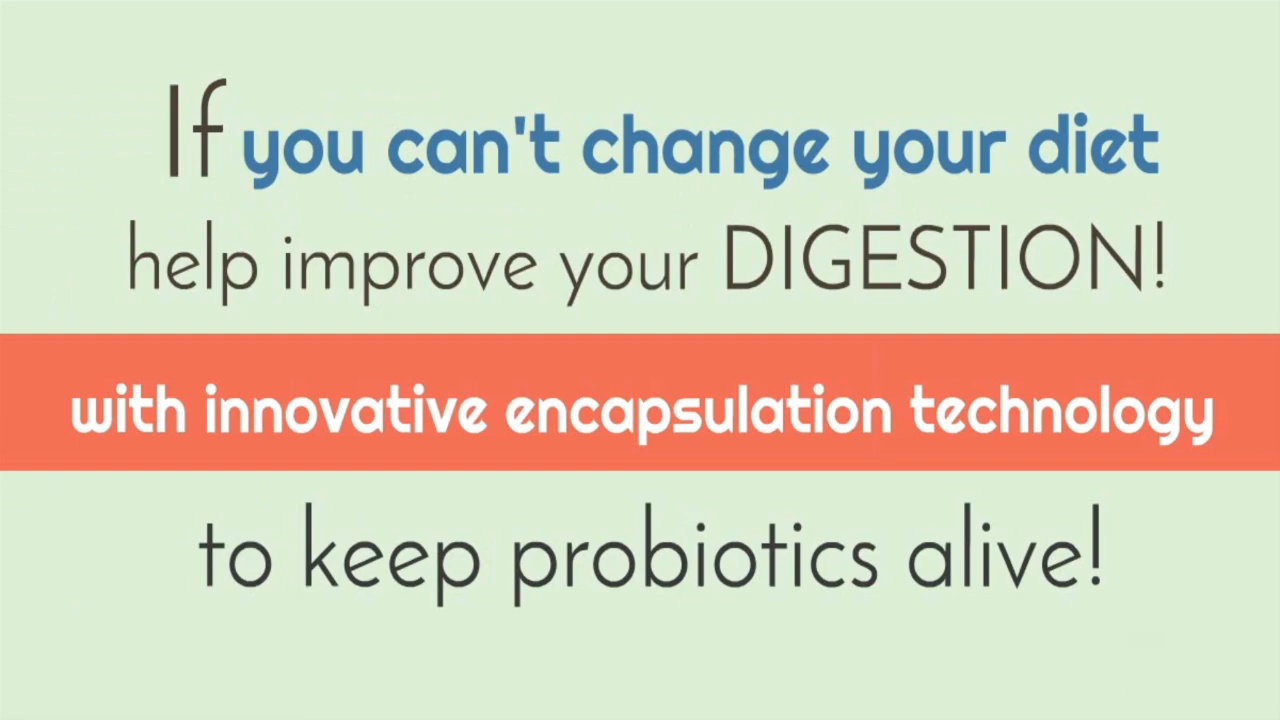 If you can't change your diet
help improve your DIGESTION!
with innovative encapsulation technology
to keep probiotics alive!